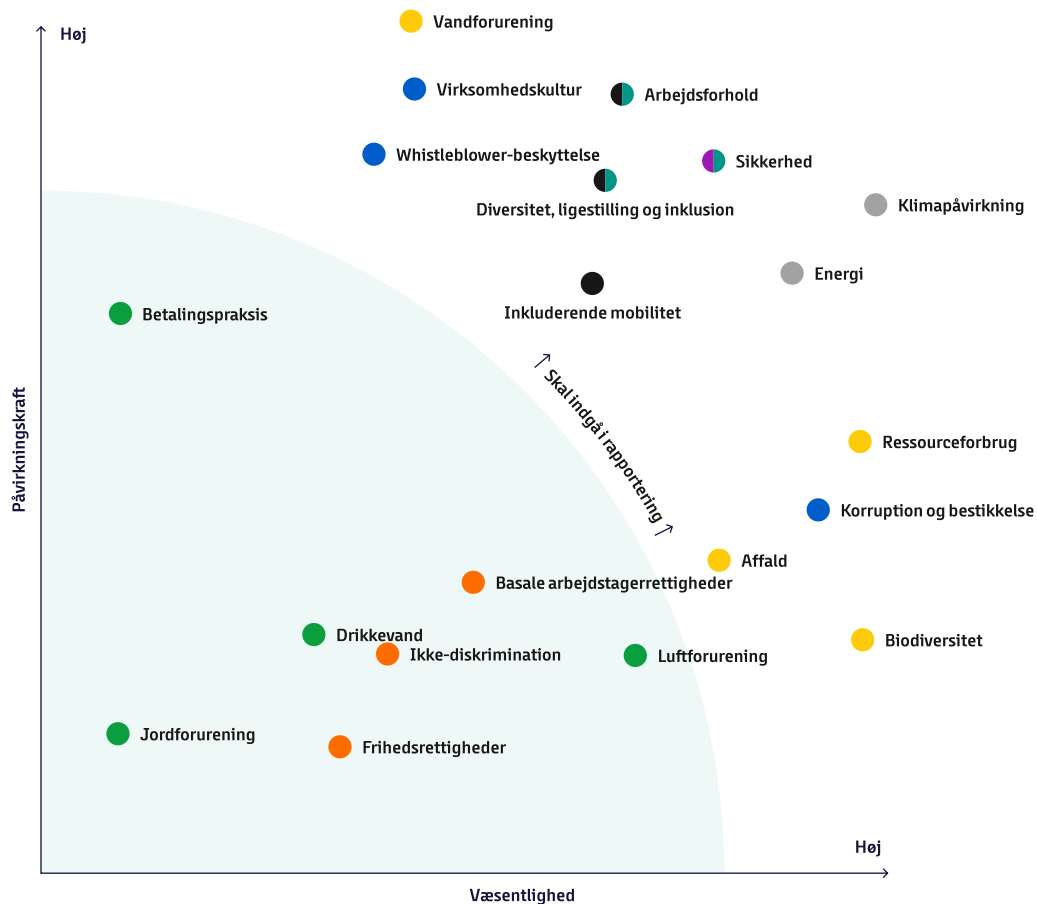 Vandforurening
Høj
Virksomhedskultur
Arbejdsforhold
Whistleblower-beskyttelse
Sikkerhed
Diversitet, ligestilling og inklusion
Klimapåvirkning
Energi
Inkluderende mobilitet
Betalingspraksis
Skal indgå i rapportering
Påvirkningskraft
Ressourceforbrug
Korruption og bestikkelse
Affald
Basale arbejdstagerrettigheder
Drikkevand
Ikke-diskrimination
Luftforurening
Biodiversitet
Jordforurening
Frihedsrettigheder
Høj
Væsentlighed